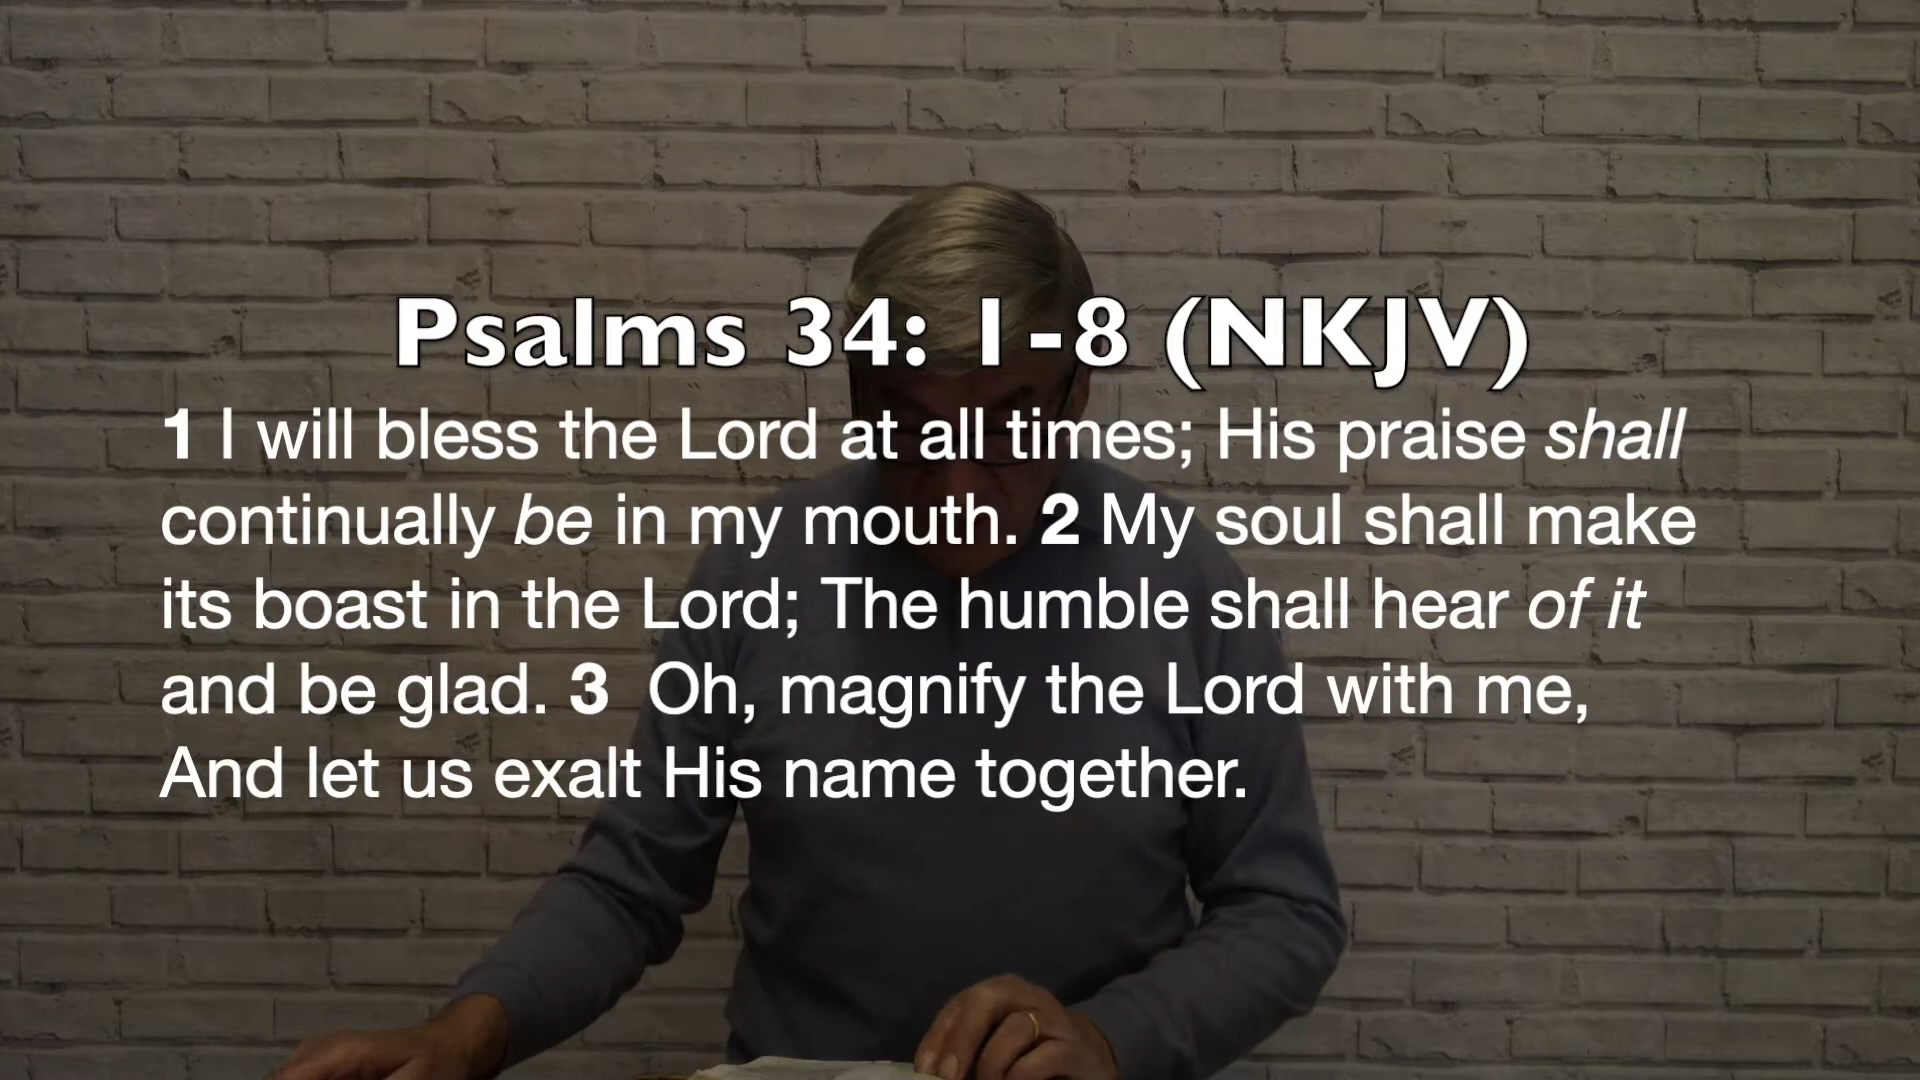 Psalms 34: 1-8 (NKJV)
1 I will bless the Lord at all times; His praise shall
continually be in my mouth. 2 My soul shall make
its boast in the Lord; The humble shall hear of it
and be glad. 3 Oh, magnify the Lord with me,
And let us exalt His name together.